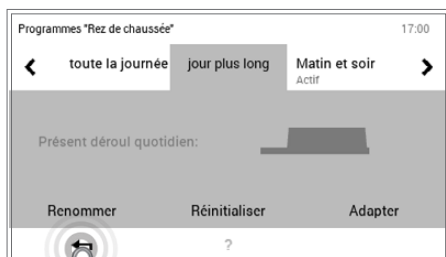 Programmes "Rez de chaussée" 17:00
toute la journée jour plus long Matin et soir
Actif
Présent déroul quotidien:
Renommer Réinitialiser Adapter
?